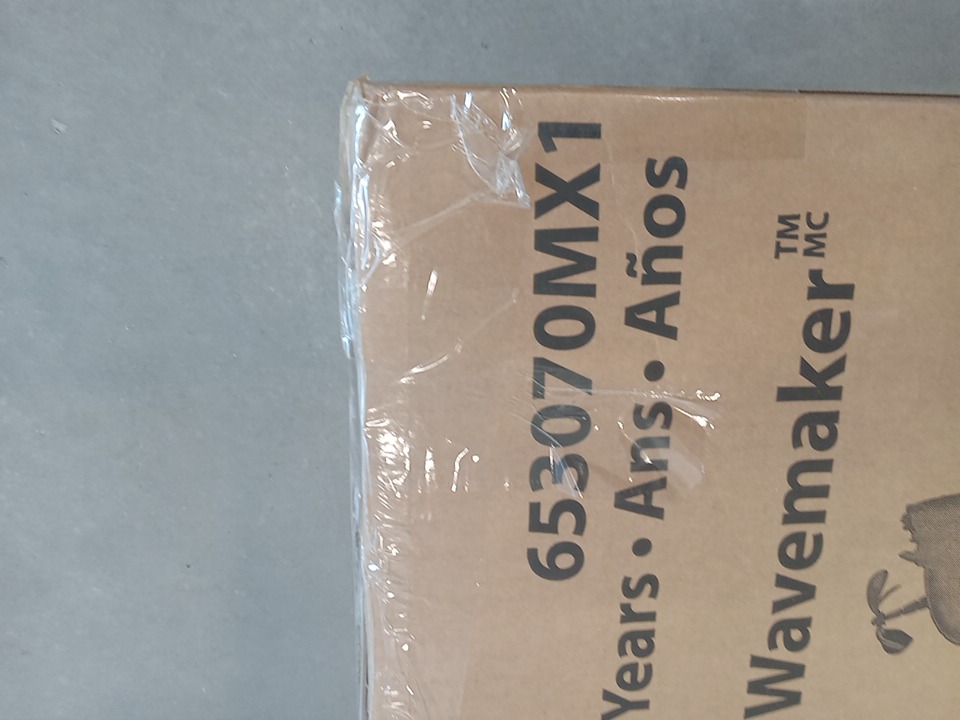 653070MX1
Years • Ans • Años
Wavemaker™
MC